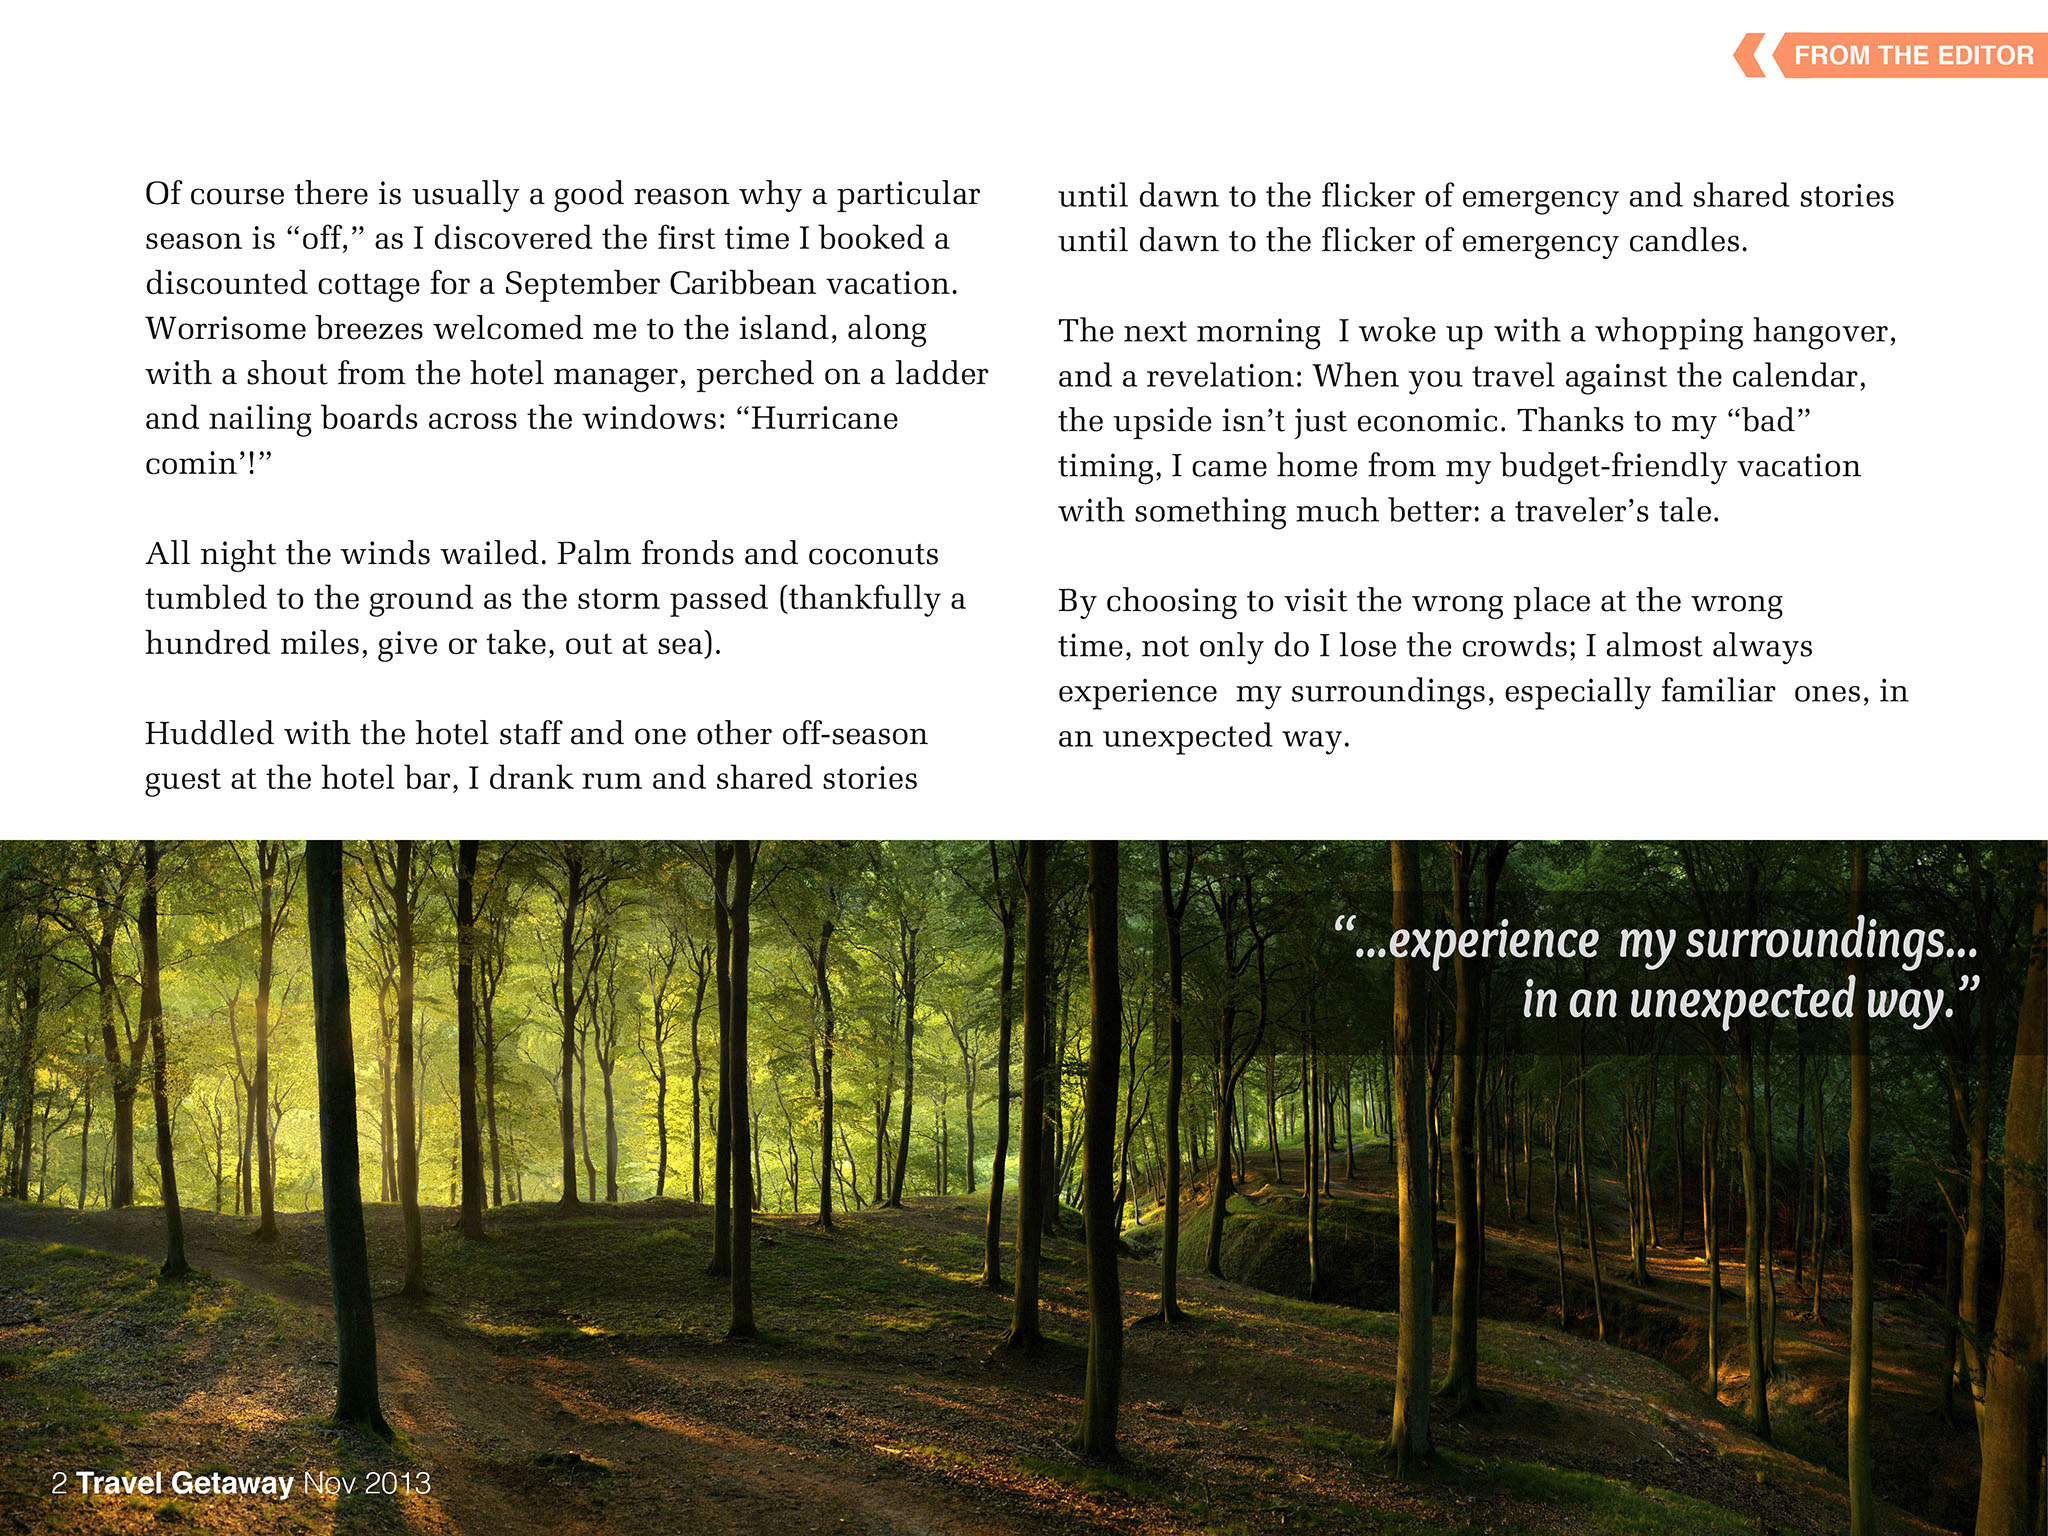 FROM THE EDITOR
Of course there is usually a good reason why a particular
season is “off,” as I discovered the first time I booked a
discounted cottage for a September Caribbean vacation.
Worrisome breezes welcomed me to the island, along
with a shout from the hotel manager, perched on a ladder
and nailing boards across the windows: “Hurricane
comin’!”
All night the winds wailed. Palm fronds and coconuts
tumbled to the ground as the storm passed (thankfully a
hundred miles, give or take, out at sea).
Huddled with the hotel staff and one other off-season
guest at the hotel bar, I drank rum and shared stories
until dawn to the flicker of emergency and shared stories
until dawn to the flicker of emergency candles.
The next morning  I woke up with a whopping hangover,
and a revelation: When you travel against the calendar,
the upside isn’t just economic. Thanks to my “bad”
timing, I came home from my budget-friendly vacation
with something much better: a traveler’s tale.
By choosing to visit the wrong place at the wrong
time, not only do I lose the crowds; I almost always
experience  my surroundings, especially familiar  ones, in
an unexpected way.
“...experience  my surroundings...
in an unexpected way.”
2 Travel Getaway Nov 2013